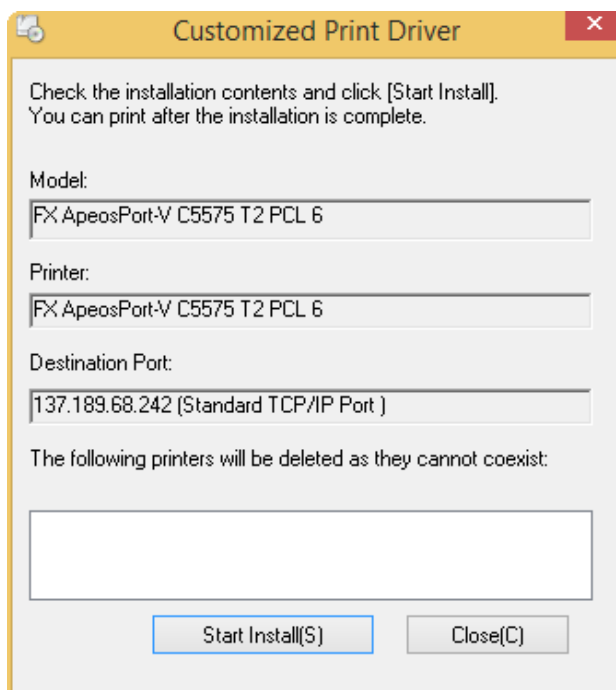 Customized Print Driver
Check the installation contents and click [Start Install].
You can print after the installation is complete.
Model:
FX ApeosPort-V C5575 T2 PCL 6
Printer:
FX ApeosPort-V C5575 T2 PCL 6
Destination Port:
137.189.68.242 (Standard TCP/IP Port )
The following printers will be deleted as they cannot coexist:
Start Install(S) Close(C)